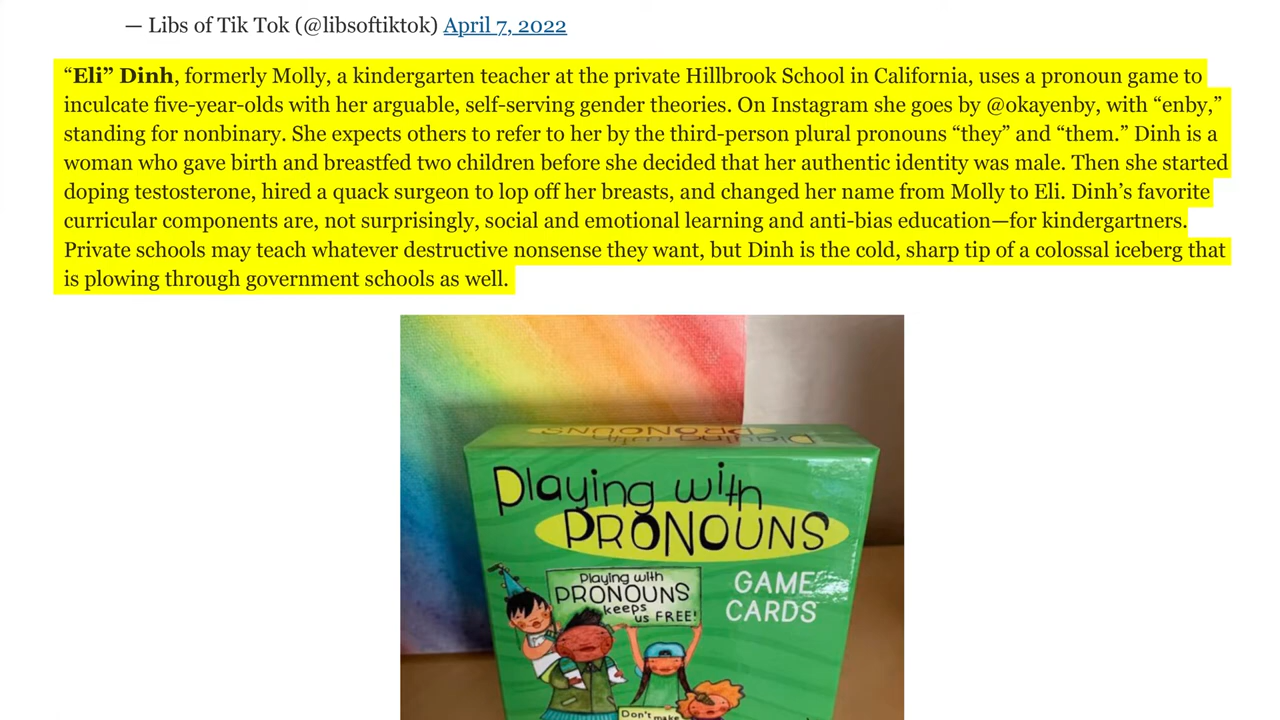 — Libs of Tik Tok (@libsoftiktok) April 7, 2022
“Eli” Dinh, formerly Molly, a kindergarten teacher at the private Hillbrook School in California, uses a pronoun game to
inculcate five-year-olds with her arguable, self-serving gender theories. On Instagram she goes by @okayenby, with “enby,”
standing for nonbinary. She expects others to refer to her by the third-person plural pronouns “they” and “them.” Dinh is a
woman who gave birth and breastfed two children before she decided that her authentic identity was male. Then she started
doping testosterone, hired a quack surgeon to lop off her breasts, and changed her name from Molly to Eli. Dinh’s favorite
curricular components are, not surprisingly, social and emotional learning and anti-bias education—for kindergartners.
Private schools may teach whatever destructive nonsense they want, but Dinh is the cold, sharp tip of a colossal iceberg that
is plowing through government schools as well.
Playing with
PRONOUNS
Playing with
PRONOUNS
Playing with
PRONOUNS
keeps
us FREE!
GAME
CARDS
Don't make